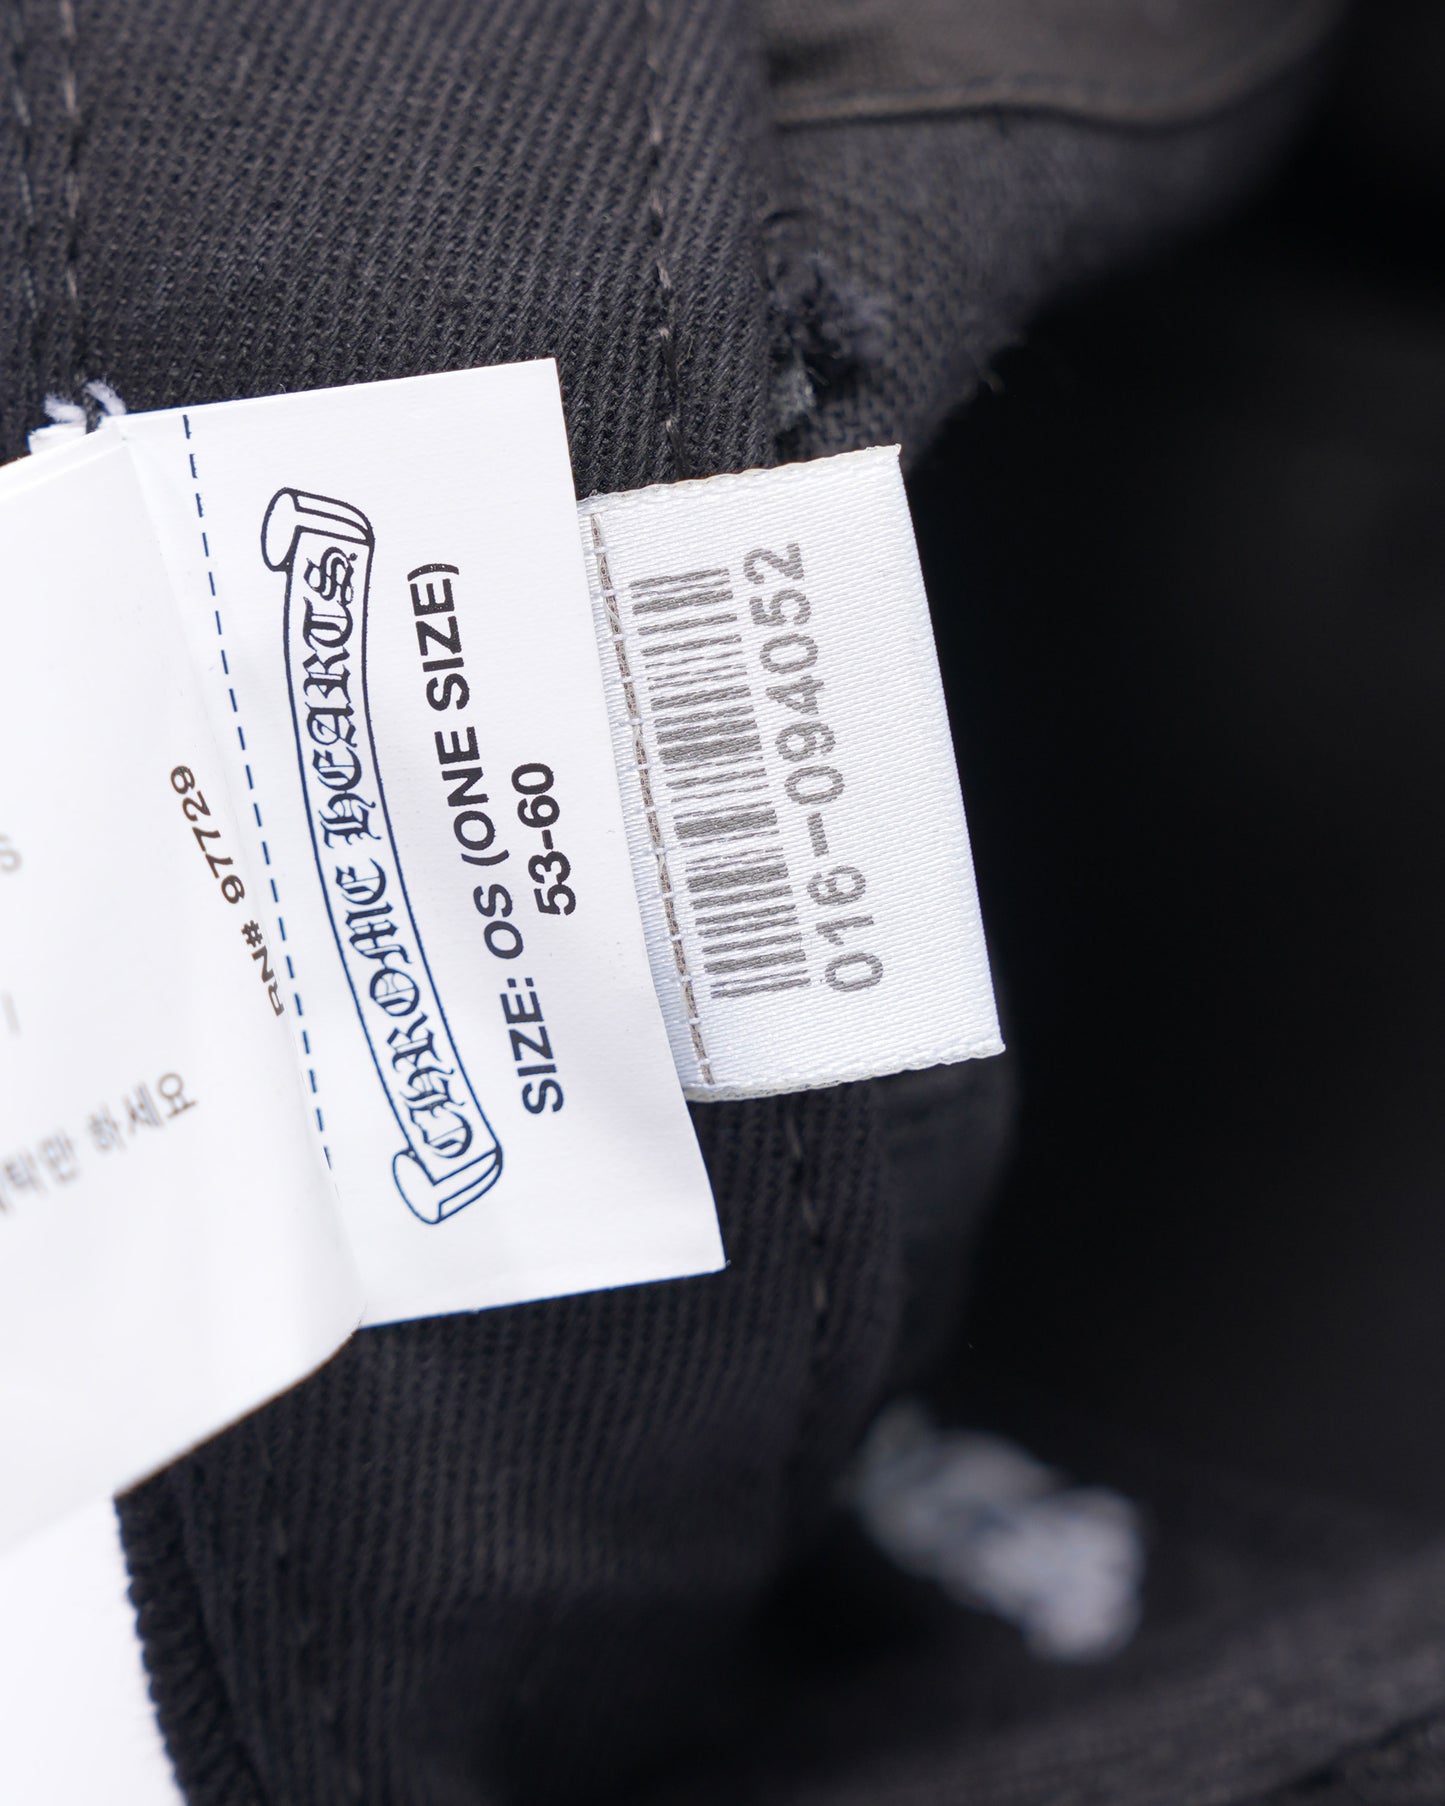 CHROME HEARTS
SIZE: OS (ONE SIZE)
53-60
016-094052
RN# 97729
하세요